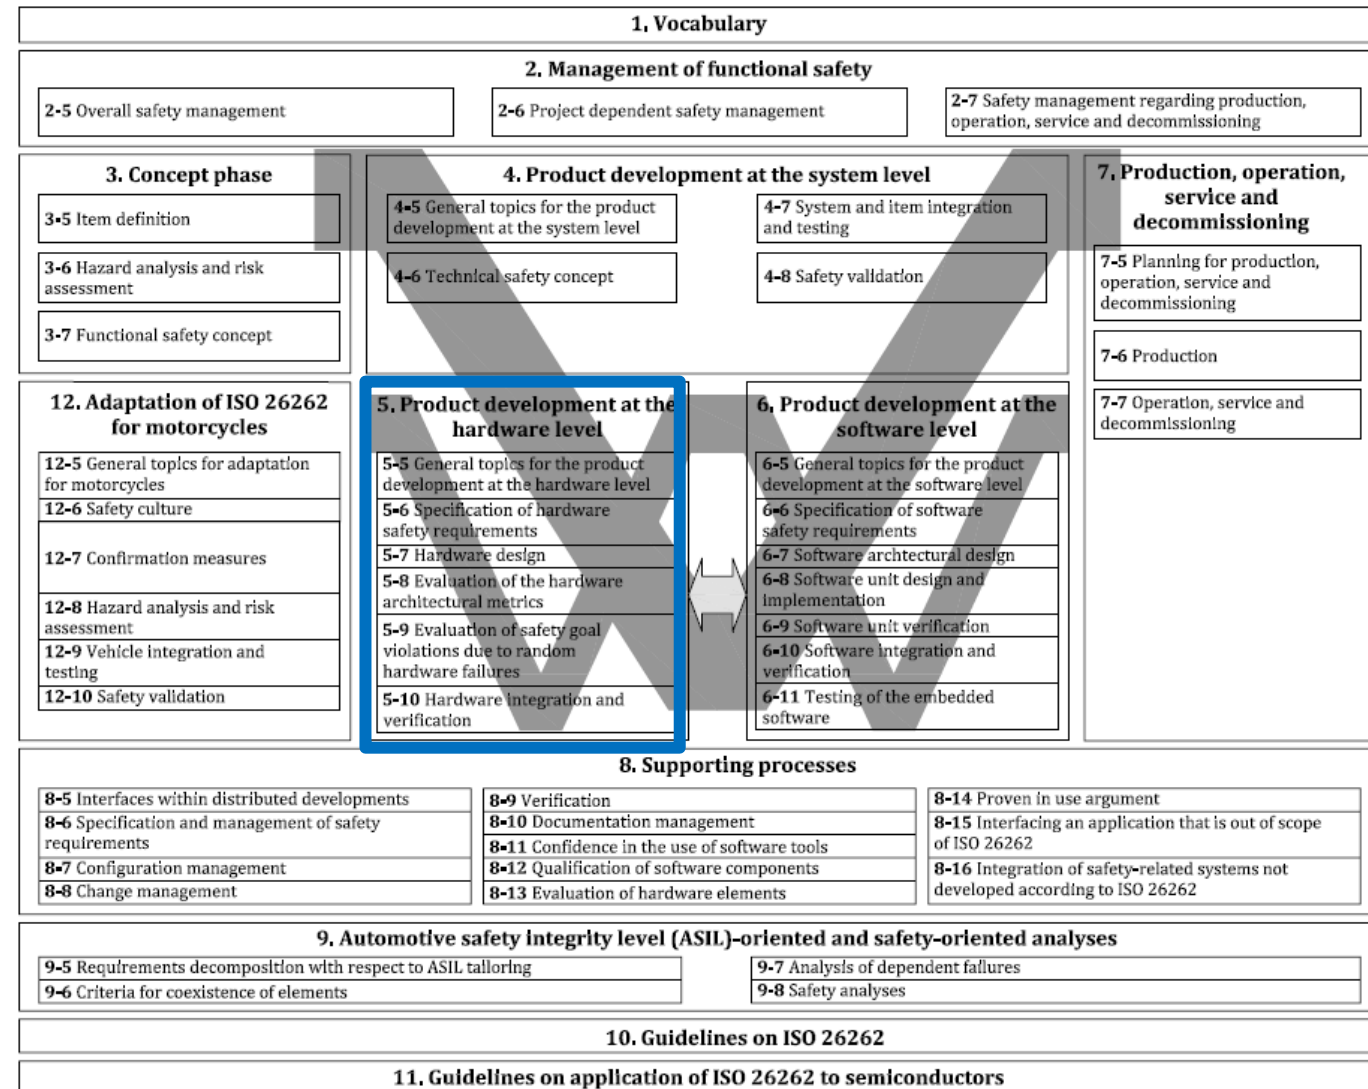 1. Vocabulary
2. Management of functional safety
2-5 Overall safety management
2-6 Project dependent safety management
2-7 Safety management regarding production,
operation, service and decommissioning
3. Concept phase
3-5 Item definition
3-6 Hazard analysis and risk
assessment
3-7 Functional safety concept
4. Product development at the system level
4-5 General topics for the product
development at the system level
4-6 Technical safety concept
4-7 System and item integration
and testing
4-8 Safety validation
7. Production, operation,
service and
decommissioning
7-5 Planning for production,
operation, service and
decommissioning
7-6 Production
7-7 Operation, service and
decommissioning
12. Adaptation of ISO 26262
for motorcycles
12-5 General topics for adaptation
for motorcycles
12-6 Safety culture
12-7 Confirmation measures
12-8 Hazard analysis and risk
assessment
12-9 Vehicle integration and
testing
12-10 Safety validation
5. Product development at the
hardware level
5-5 General topics for the product
development at the hardware level
5-6 Specification of hardware
safety requirements
5-7 Hardware design
5-8 Evaluation of the hardware
architectural metrics
5-9 Evaluation of safety goal
violations due to random
hardware failures
5-10 Hardware integration and
verification
6. Product development at the
software level
6-5 General topics for the product
development at the software level
6-6 Specification of software
safety requirements
6-7 Software archtectural design
6-8 Software unit design and
implementation
6-9 Software unit verification
6-10 Software integration and
verification
6-11 Testing of the embedded
software
8. Supporting processes
8-5 Interfaces within distributed developments
8-6 Specification and management of safety
requirements
8-7 Configuration management
8-8 Change management
8-9 Verification
8-10 Documentation management
8-11 Confidence in the use of software tools
8-12 Qualification of software components
8-13 Evaluation of hardware elements
8-14 Proven in use argument
8-15 Interfacing an application that is out of scope
of ISO 26262
8-16 Integration of safety-related systems not
developed according to ISO 26262
9. Automotive safety integrity level (ASIL)-oriented and safety-oriented analyses
9-5 Requirements decomposition with respect to ASIL tailoring
9-6 Criteria for coexistence of elements
9-7 Analysis of dependent failures
9-8 Safety analyses
10. Guidelines on ISO 26262
11. Guidelines on application of ISO 26262 to semiconductors